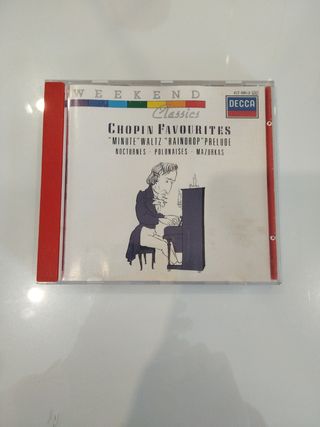 WEEKEND
Classics
DECCA
CHOPIN FAVOURITES
"MINUTE" WALTZ "RAINDROP" PRELUDE
NOCTURNES · POLONAISES · MAZURKAS